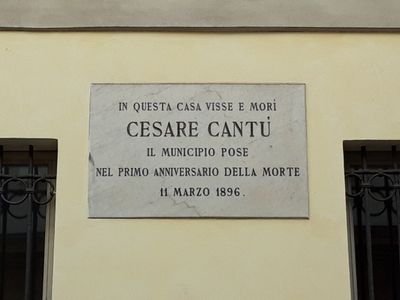 IN QUESTA CASA VISSE E MORÌ
CESARE CANTÙ
IL MUNICIPIO POSE
NEL PRIMO ANNIVERSARIO DELLA MORTE
11 MARZO 1896.